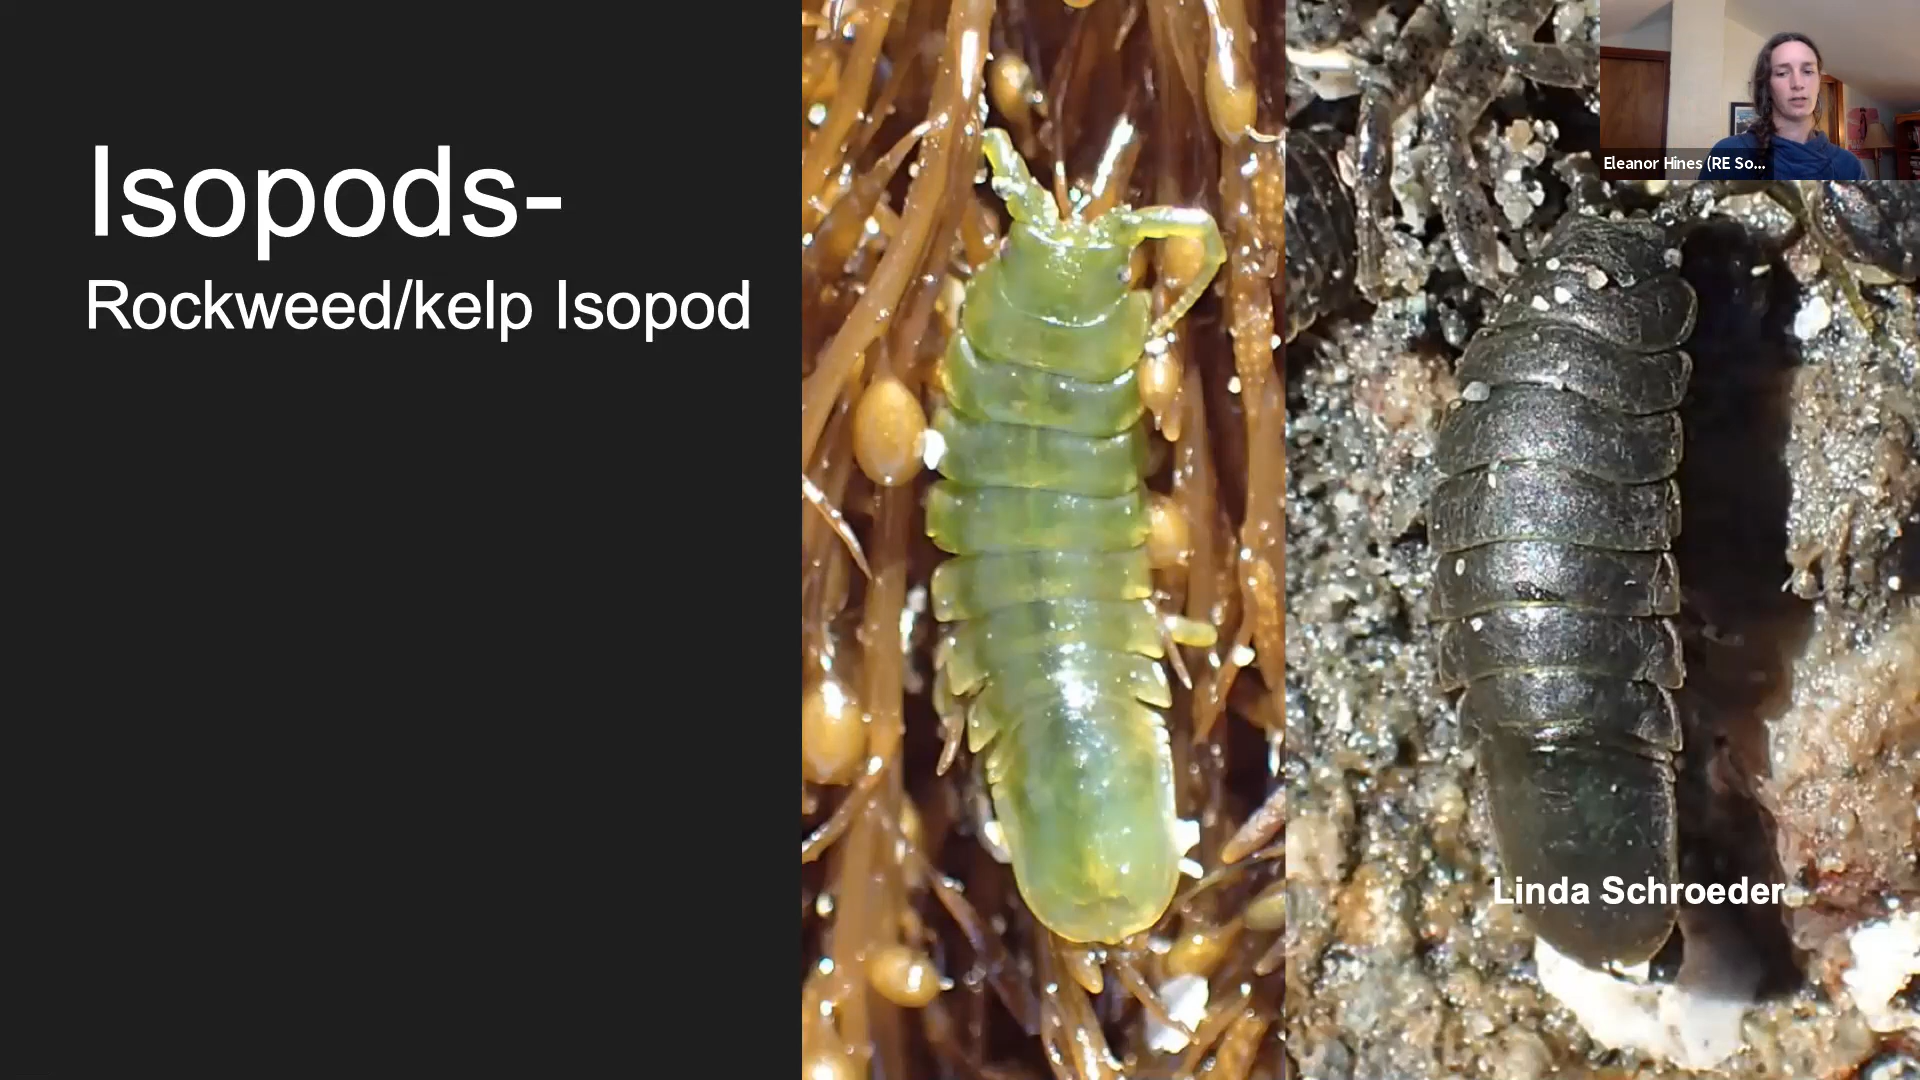 Isopods-
Rockweed/kelp Isopod
Eleanor Hines (RE So...
Linda Schroeder